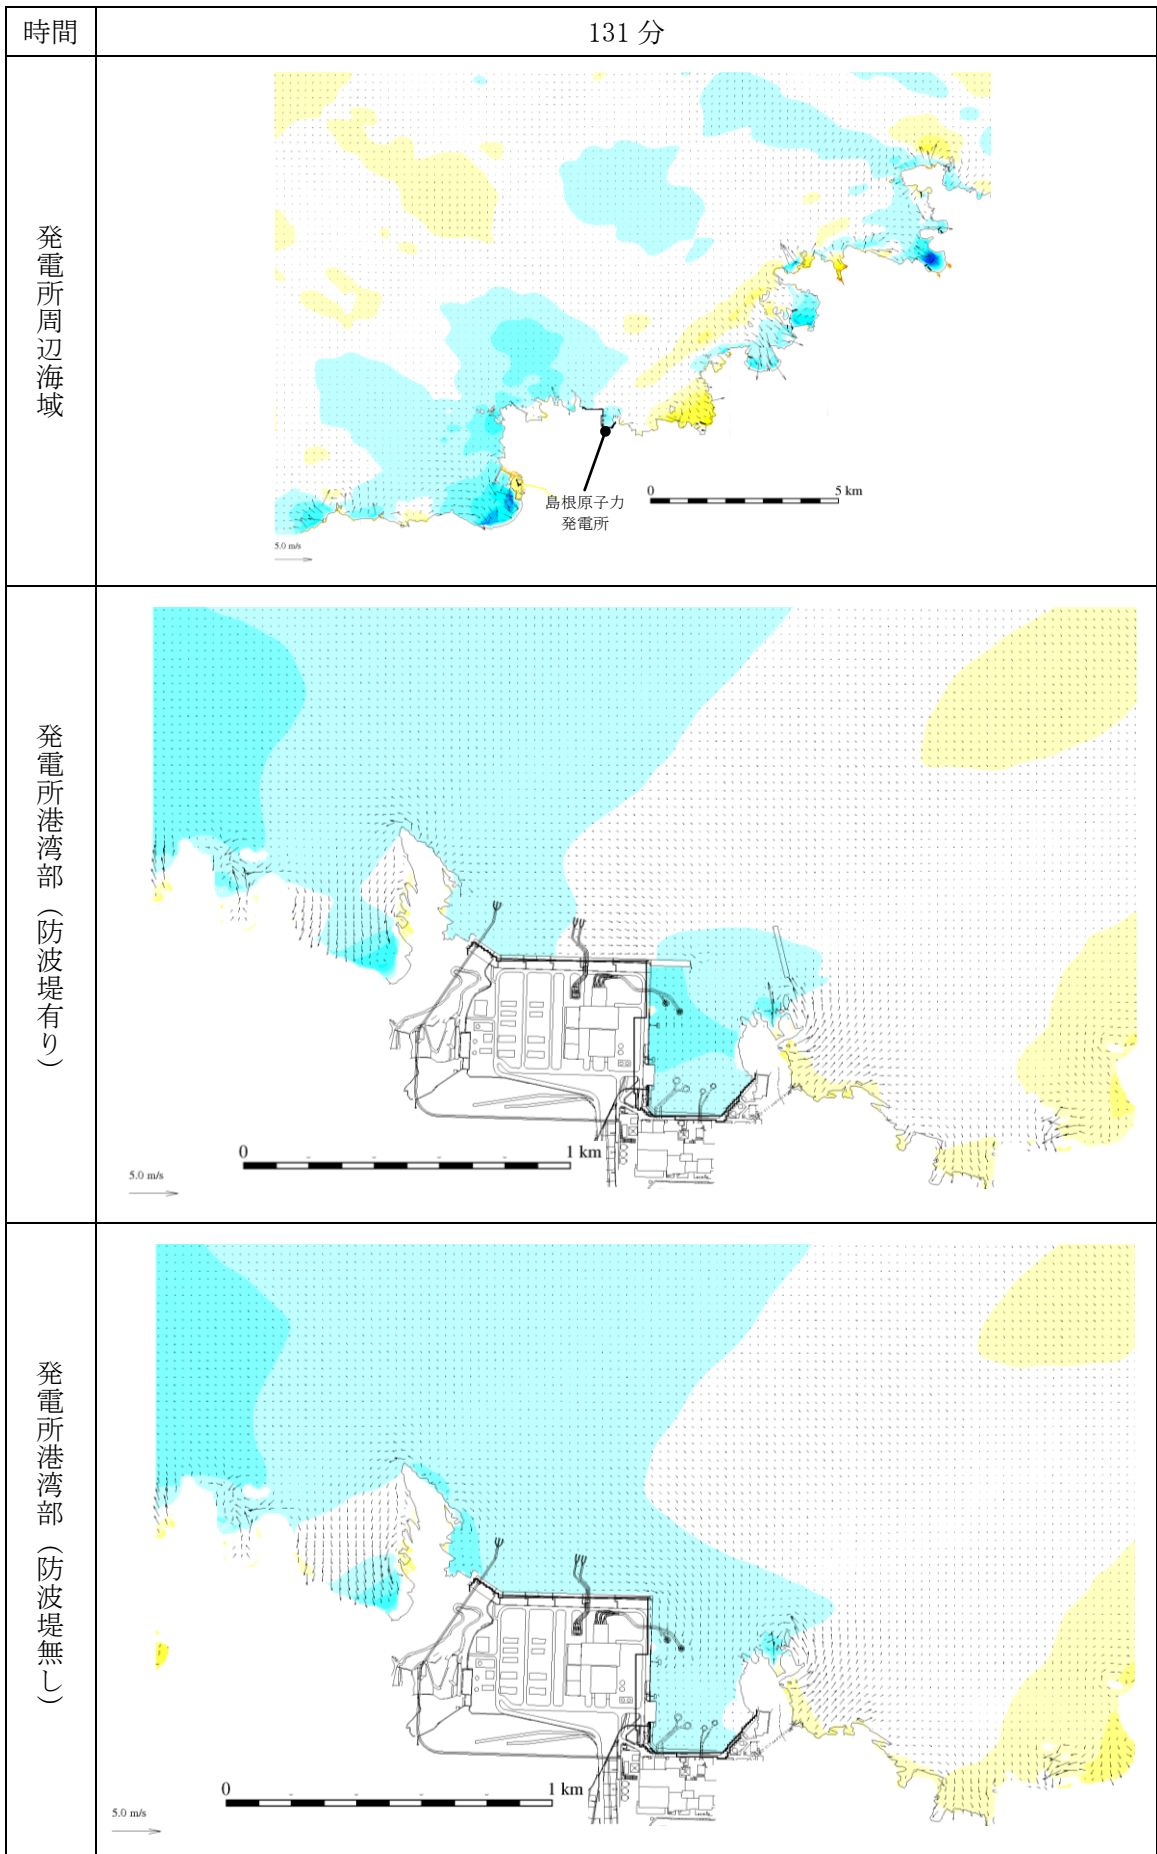 時間
131 分
発電所周辺海域
島根原子力
発電所
0
5 km
5.0 m/s
発電所港湾部（防波堤有り）
0
1 km
5.0 m/s
発電所港湾部（防波堤無し）
0
1 km
5.0 m/s